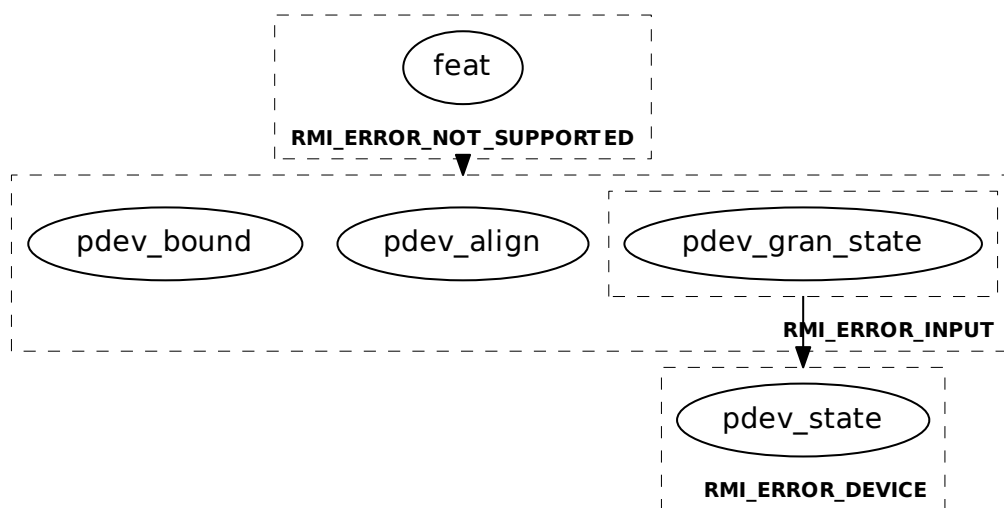 feat
RMI_ERROR_NOT_SUPPORTED
pdev_bound pdev_align pdev_gran_state
RMI_ERROR_INPUT
pdev_state
RMI_ERROR_DEVICE